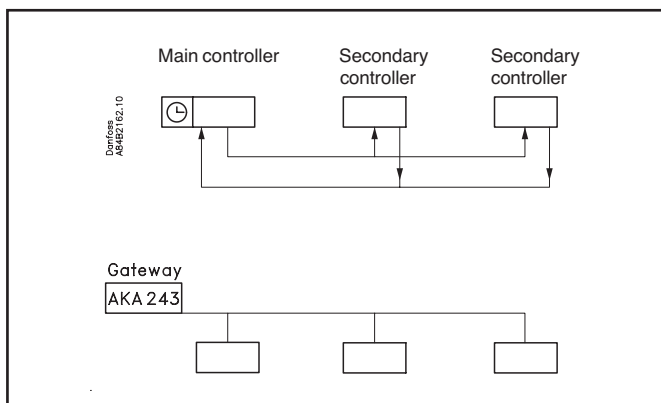 Main controller
Secondary
controller
Secondary
controller
Danfoss
A84B2162.10
Gateway
AKA 243